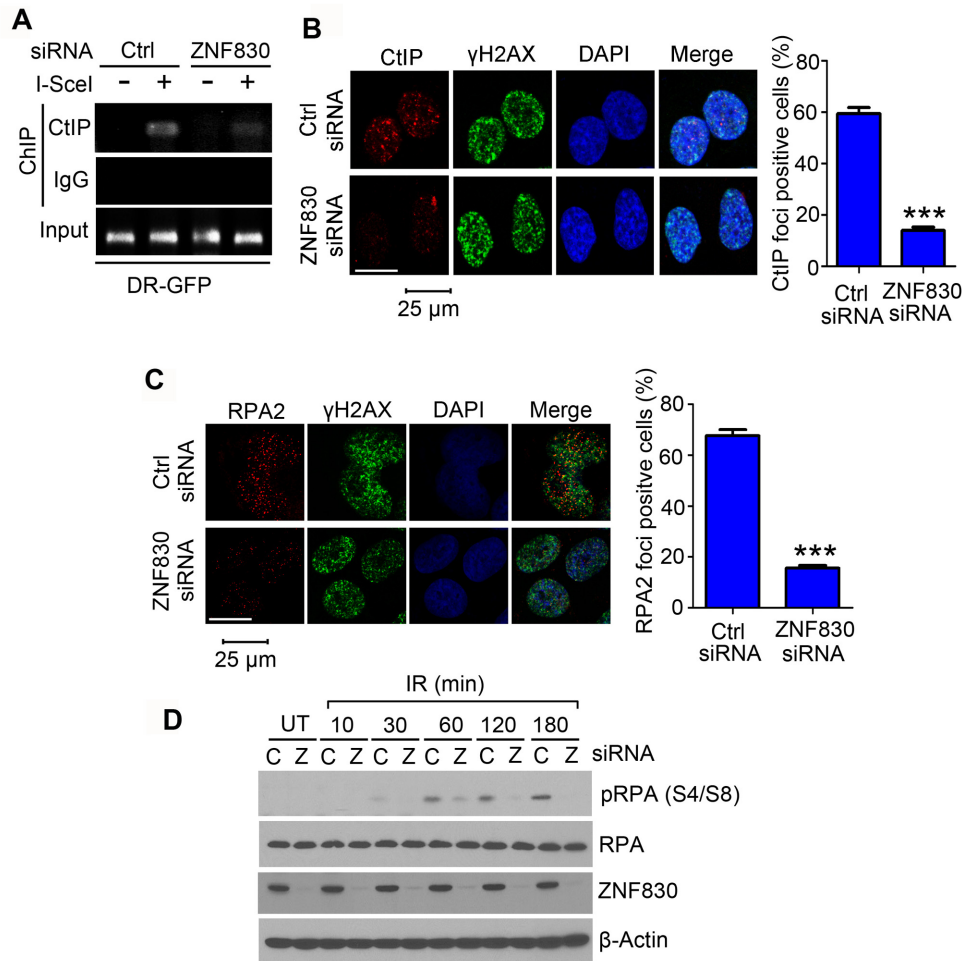 A
siRNA Ctrl ZNF830
I-SceI - + - +
ChIP
CtIP
IgG
Input
DR-GFP
B
CtIP γH2AX DAPI Merge
Ctrl
siRNA
ZNF830
siRNA
25 μm
CtIP foci positive cells (%)
80
60
40
20
0
***
Ctrl
siRNA
ZNF830
siRNA
C
RPA2 γH2AX DAPI Merge
Ctrl
siRNA
ZNF830
siRNA
25 μm
RPA2 foci positve cells (%)
80
60
40
20
0
***
Ctrl
siRNA
ZNF830
siRNA
D
IR (min)
UT 10 30 60 120 180
C Z C Z C Z C Z C Z C Z siRNA
pRPA (S4/S8)
RPA
ZNF830
β-Actin